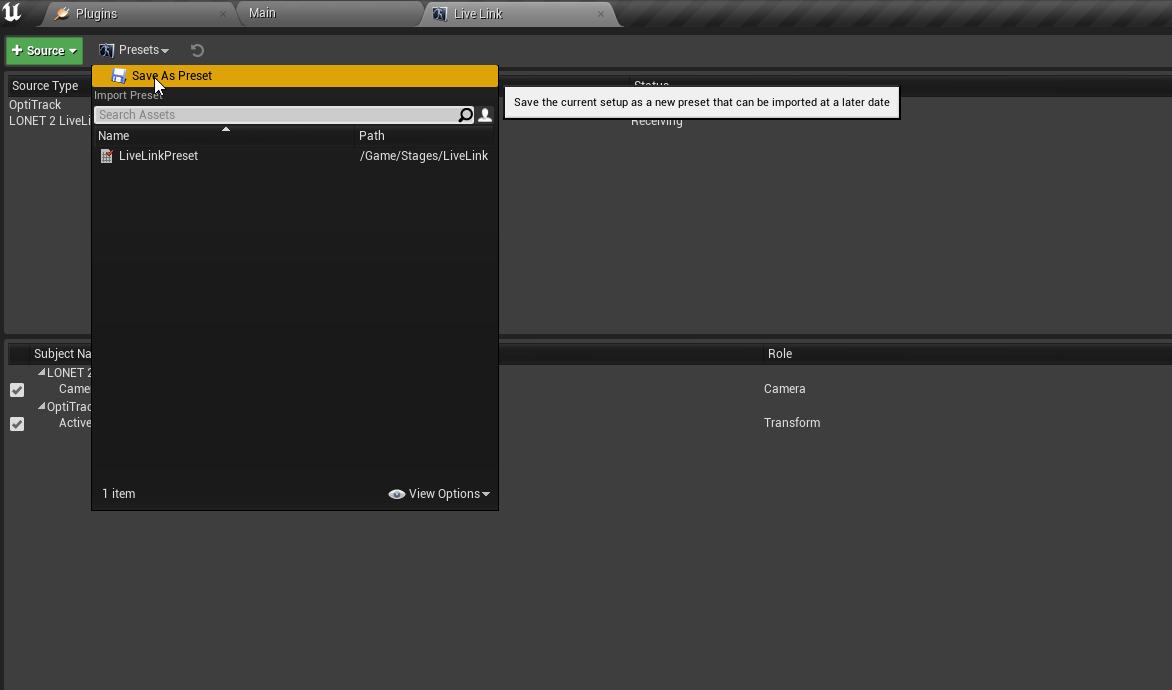 Plugins
Main
Live Link
+ Source
Presets
Save As Preset
Source Type
Status
OptiTrack
Import Preset
Save the current setup as a new preset that can be imported at a later date
LONET 2 LiveLi
Search Assets
Receiving
Name
Path
LiveLinkPreset
/Game/Stages/LiveLink
Subject Na
Role
LONET 2
Came
Camera
OptiTrac
Active
Transform
1 item
View Options